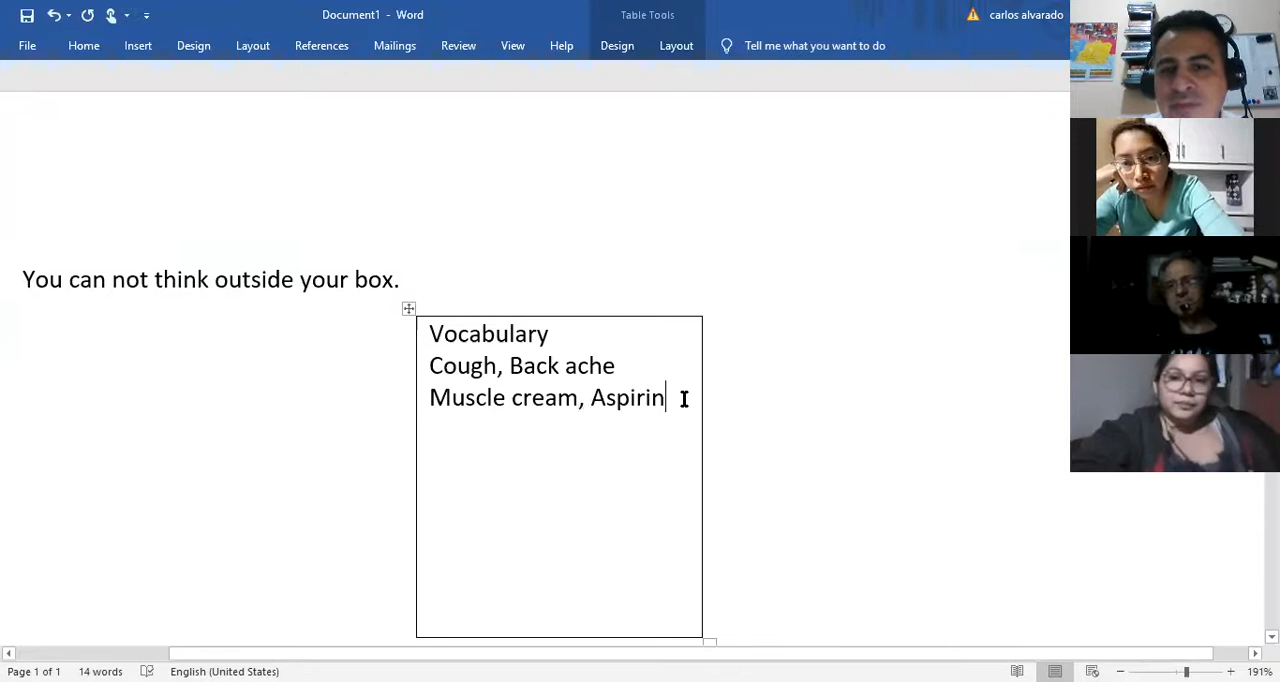 Document1 - Word
Table Tools
carlos alvarado
File Home Insert Design Layout References Mailings Review View Help Design Layout Tell me what you want to do
You can not think outside your box.
Vocabulary
Cough, Back ache
Muscle cream, Aspirin
Page 1 of 1 14 words English (United States) 191%